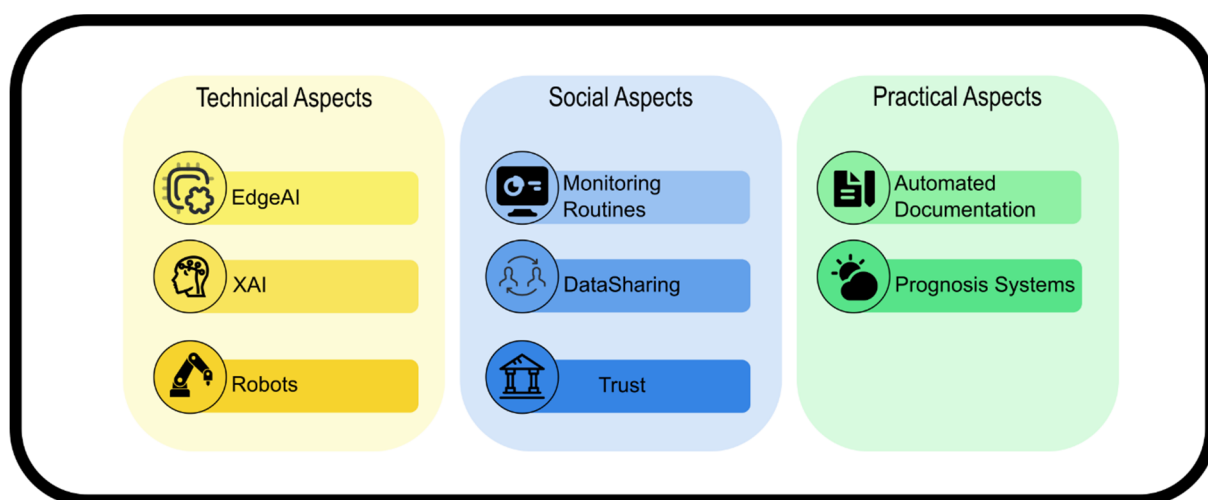 Technical Aspects
EdgeAI
XAI
Robots
Social Aspects
Monitoring
Routines
DataSharing
Trust
Practical Aspects
Automated
Documentation
Prognosis Systems